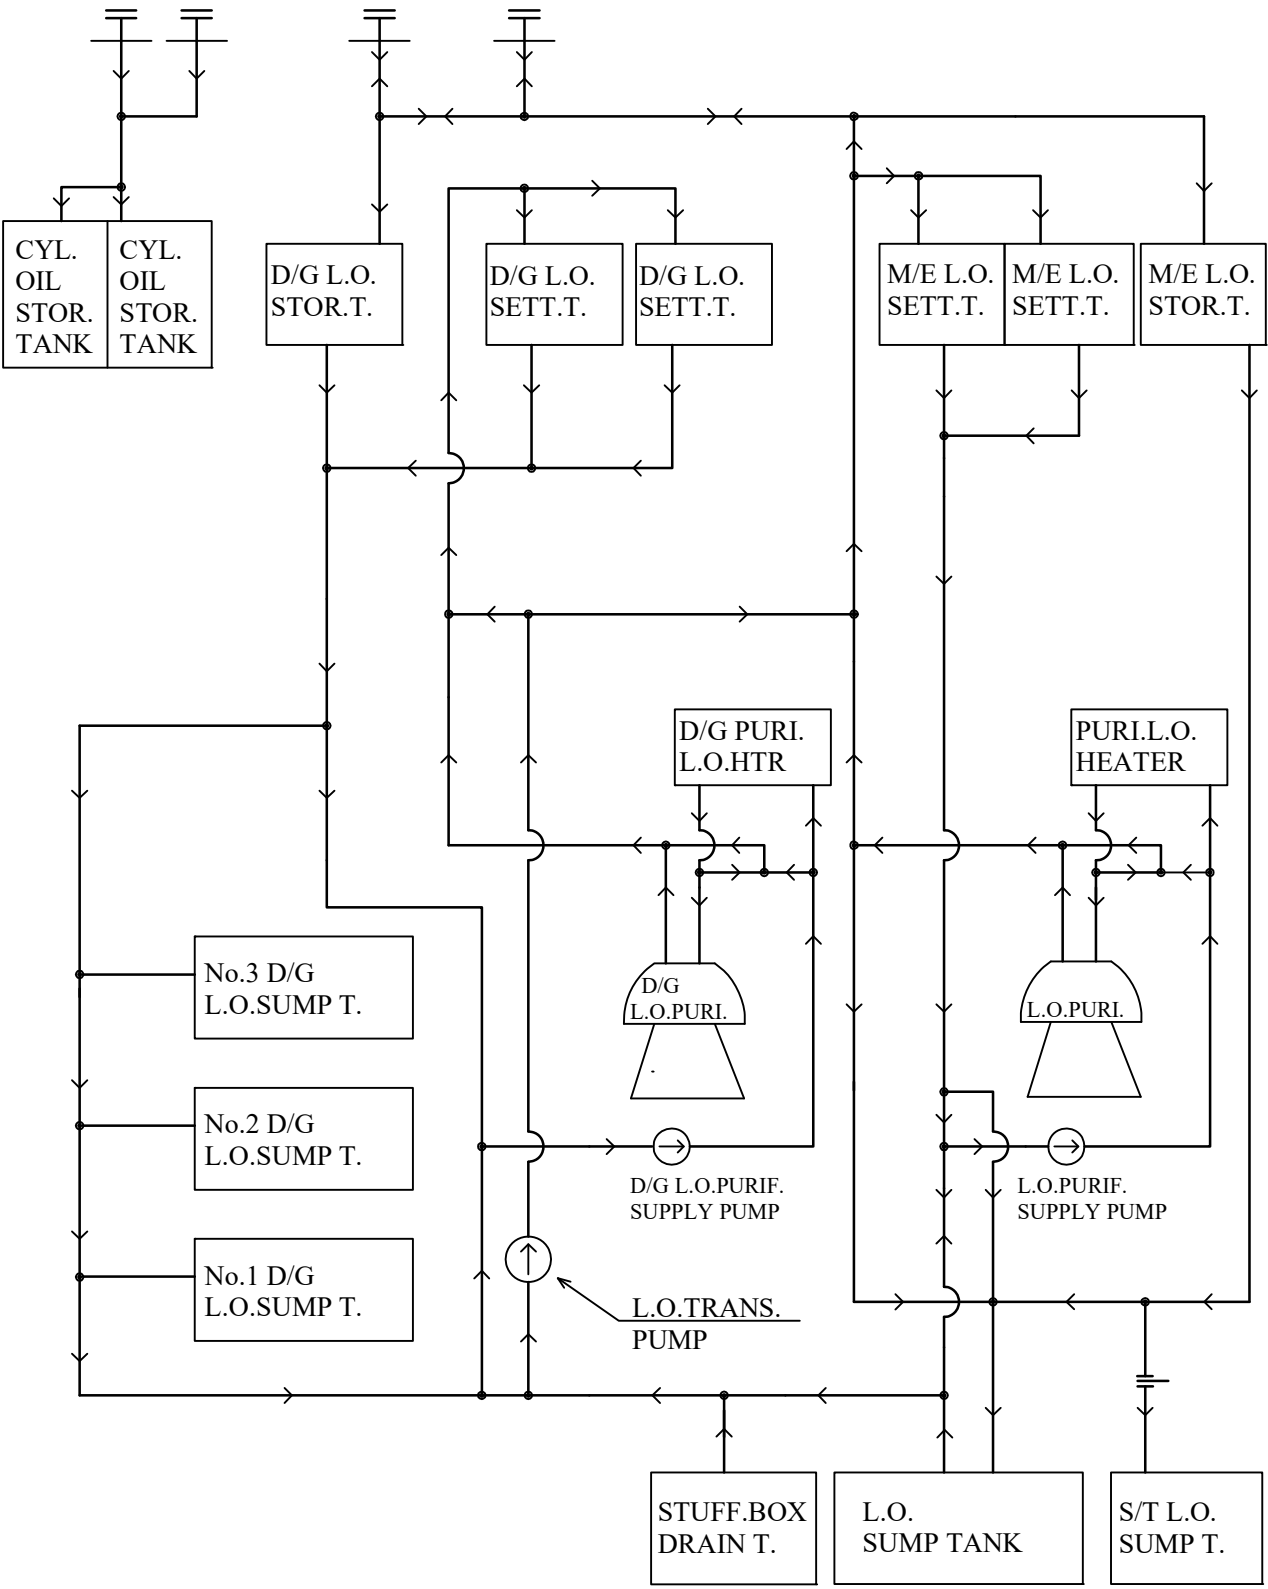 CYL.
OIL
STOR.
TANK
CYL.
OIL
STOR.
TANK
D/G L.O.
STOR.T.
D/G L.O.
SETT.T.
D/G L.O.
SETT.T.
M/E L.O.
SETT.T.
M/E L.O.
SETT.T.
M/E L.O.
STOR.T.
D/G PURI.
L.O.HTR
PURI.L.O.
HEATER
No.3 D/G
L.O.SUMP T.
D/G
L.O.PURI.
L.O.PURI.
No.2 D/G
L.O.SUMP T.
D/G L.O.PURIF.
SUPPLY PUMP
L.O.PURIF.
SUPPLY PUMP
No.1 D/G
L.O.SUMP T.
L.O.TRANS.
PUMP
STUFF.BOX
DRAIN T.
L.O.
SUMP TANK
S/T L.O.
SUMP T.